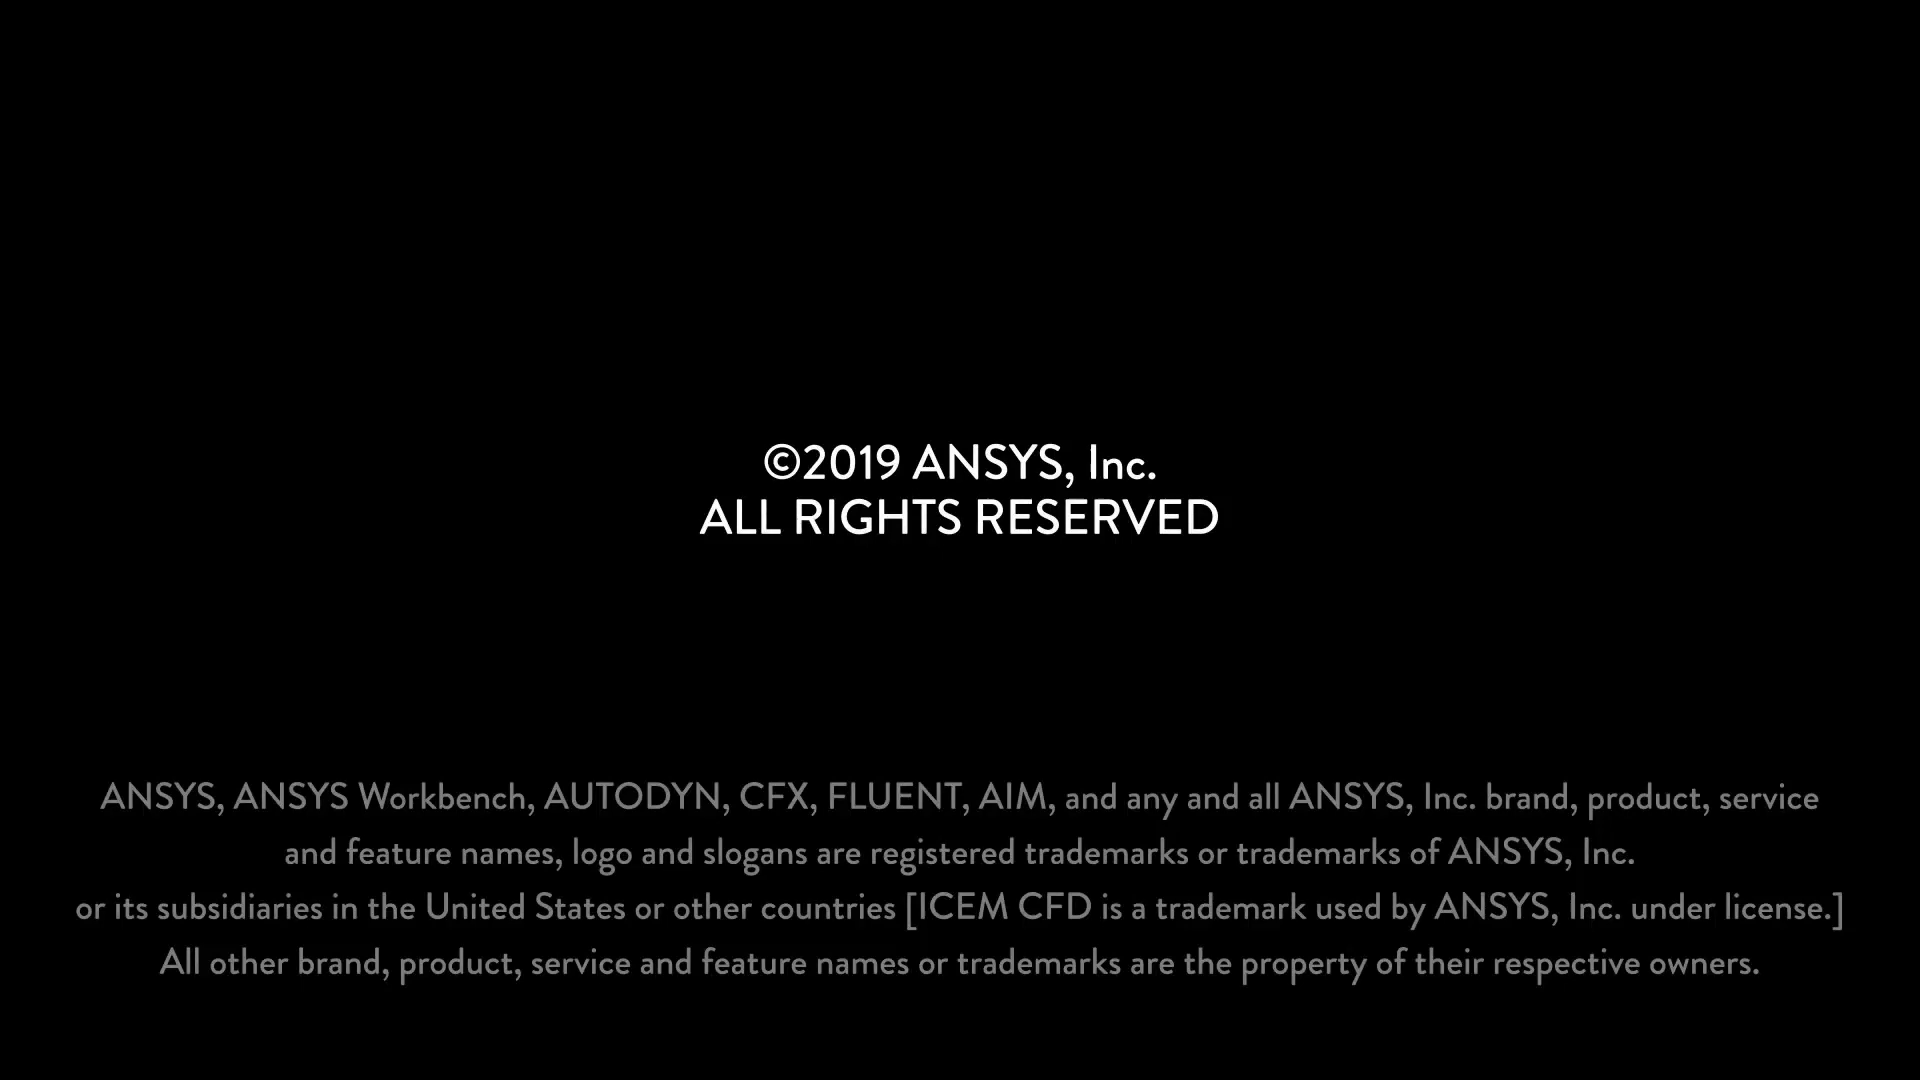 ©2019 ANSYS, Inc.
ALL RIGHTS RESERVED
ANSYS, ANSYS Workbench, AUTODYN, CFX, FLUENT, AIM, and any and all ANSYS, Inc. brand, product, service
and feature names, logo and slogans are registered trademarks or trademarks of ANSYS, Inc.
or its subsidiaries in the United States or other countries [ICEM CFD is a trademark used by ANSYS, Inc. under license.]
All other brand, product, service and feature names or trademarks are the property of their respective owners.